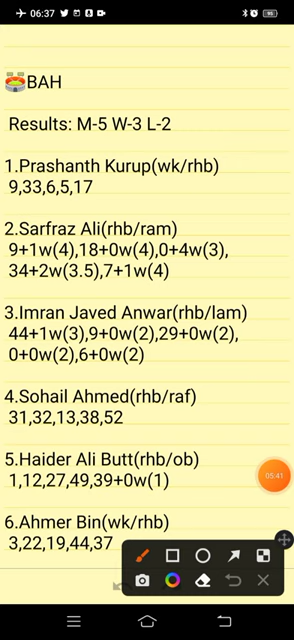 06:37
95
BAH
Results: M-5 W-3 L-2
1.Prashanth Kurup(wk/rhb)
9,33,6,5,17
2.Sarfraz Ali(rhb/ram)
9+1w(4),18+0w(4),0+4w(3),
34+2w(3.5),7+1w(4)
3.Imran Javed Anwar(rhb/lam)
44+1w(3),9+0w(2),29+0w(2),
0+0w(2),6+0w(2)
4.Sohail Ahmed(rhb/raf)
31,32,13,38,52
5.Haider Ali Butt(rhb/ob)
1,12,27,49,39+0w(1)
05:41
6.Ahmer Bin(wk/rhb)
3,22,19,44,37